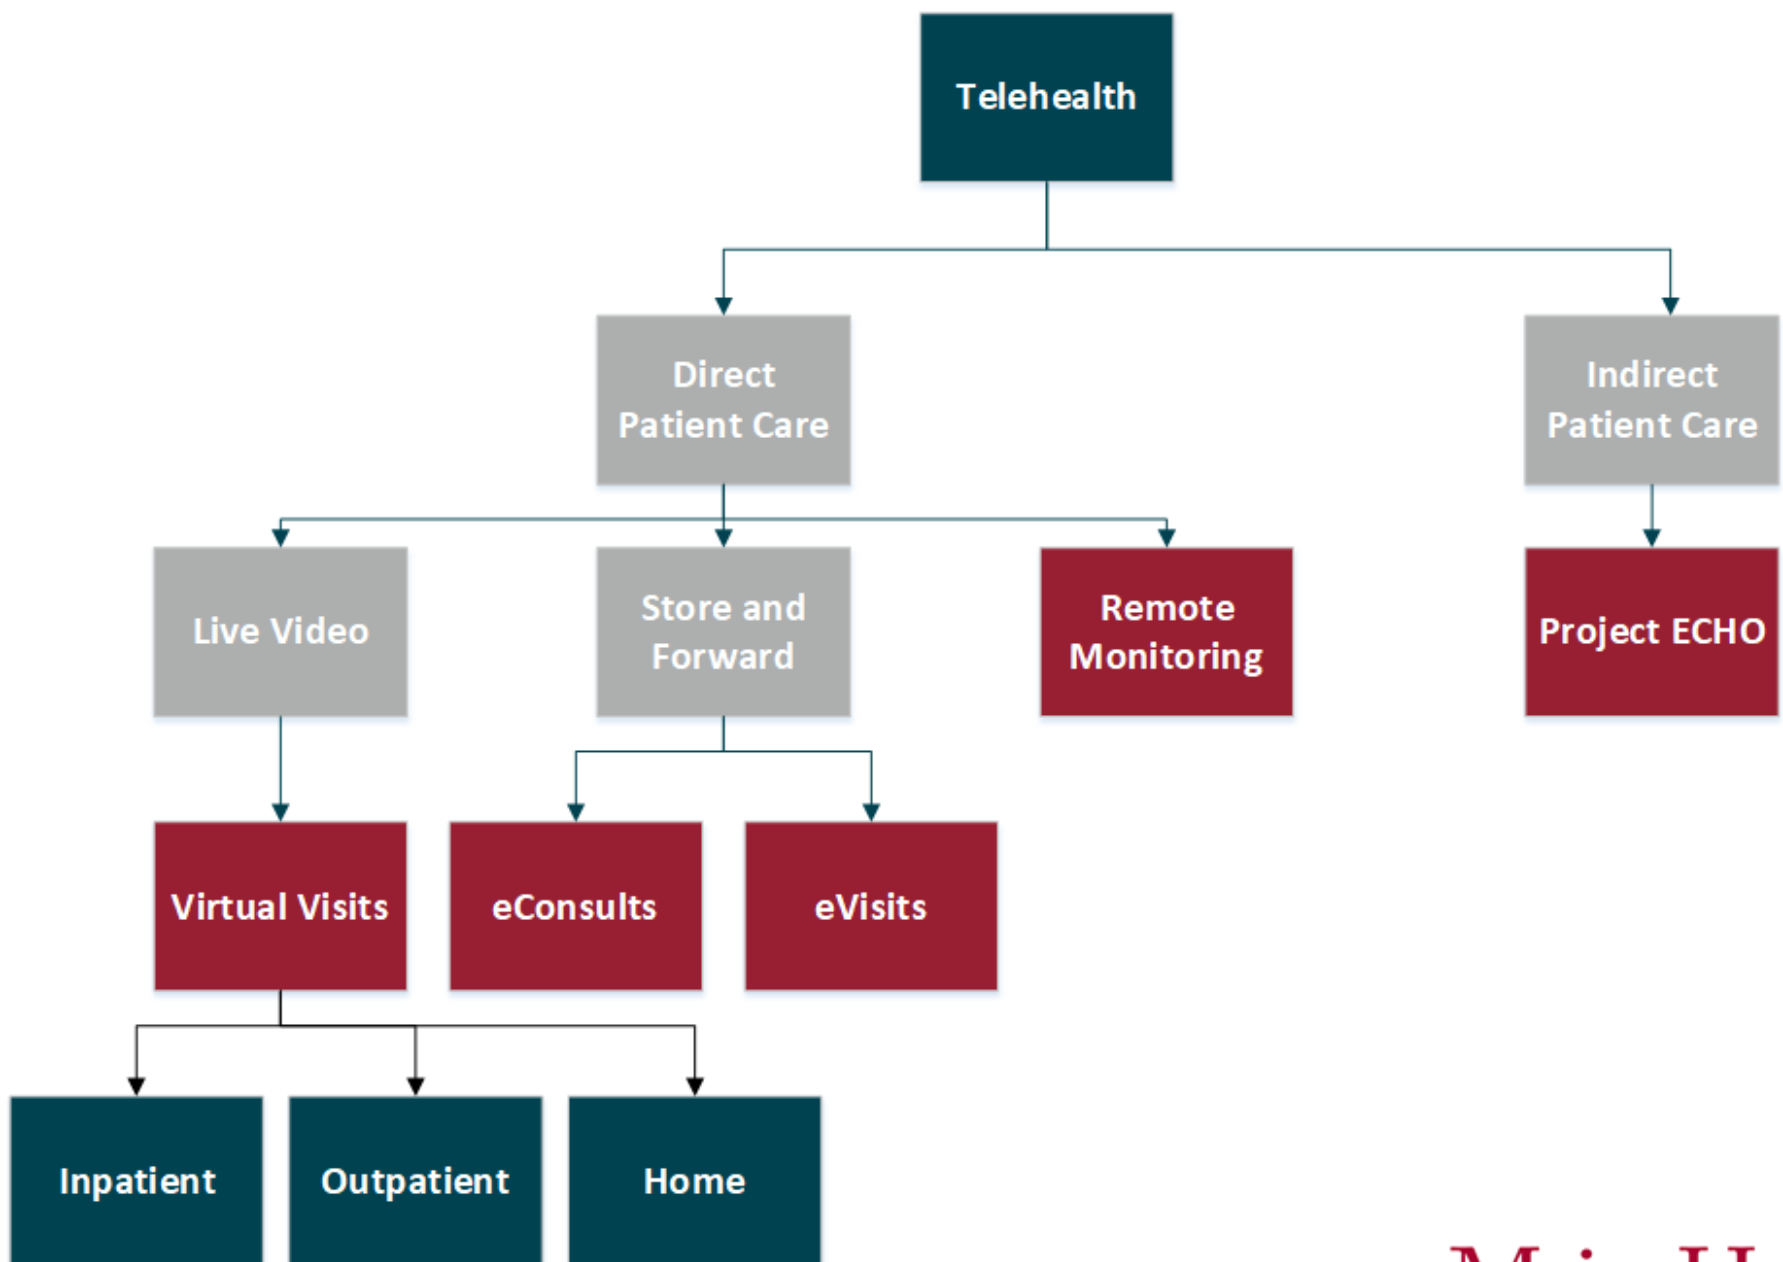 Telehealth
Direct
Patient Care
Indirect
Patient Care
Live Video
Store and
Forward
Remote
Monitoring
Project ECHO
Virtual Visits
eConsults
eVisits
Inpatient
Outpatient
Home